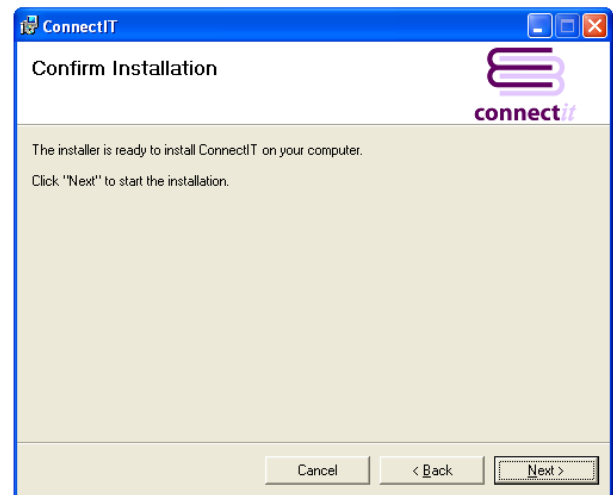 ConnectIT
Confirm Installation
connectit
The installer is ready to install ConnectIT on your computer.
Click "Next" to start the installation.
Cancel
< Back
Next >